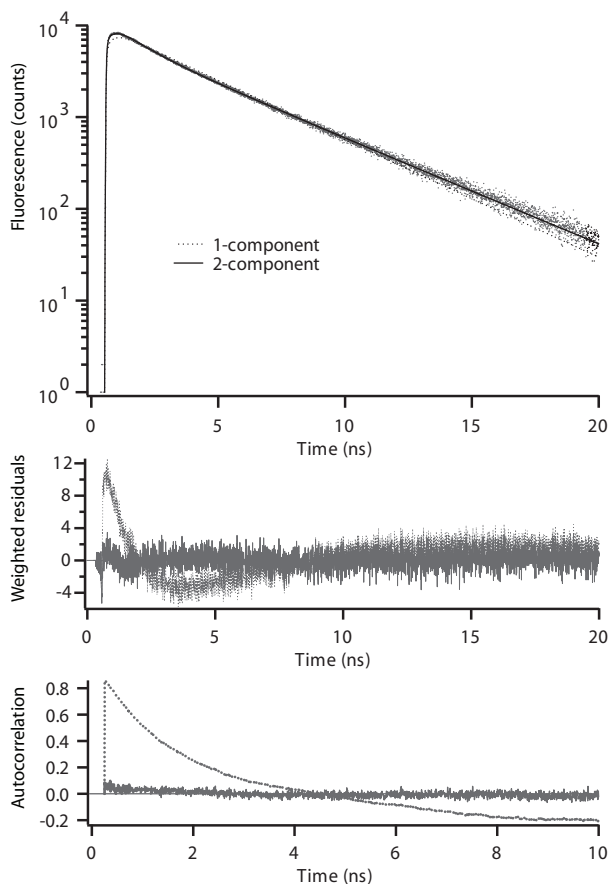 10^4
10^3
10^2
10^1
10^0
Fluorescence (counts)
1-component
2-component
0 5 10 15 20
Time (ns)
12
8
4
0
-4
Weighted residuals
0 5 10 15 20
Time (ns)
0.8
0.6
0.4
0.2
0.0
-0.2
Autocorrelation
0 2 4 6 8 10
Time (ns)